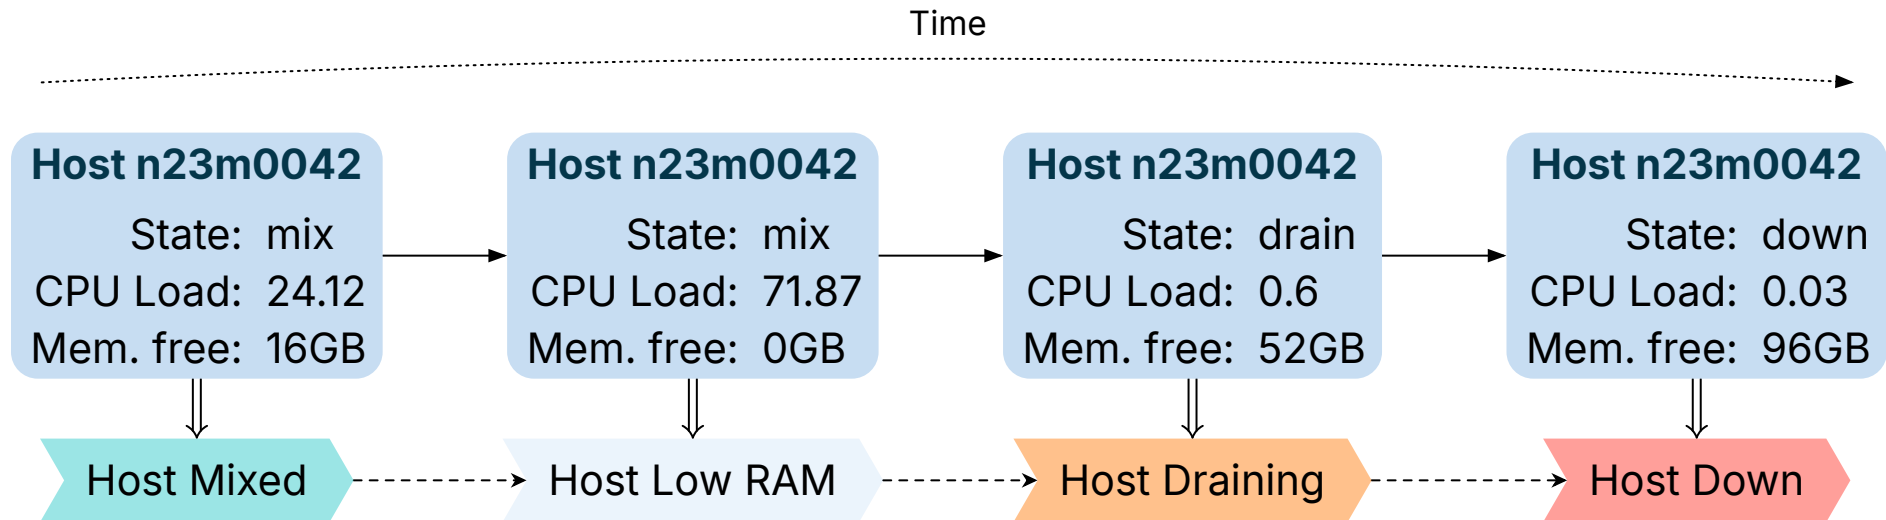 Time
Host n23m0042
State: mix
CPU Load: 24.12
Mem. free: 16GB
Host n23m0042
State: mix
CPU Load: 71.87
Mem. free: 0GB
Host n23m0042
State: drain
CPU Load: 0.6
Mem. free: 52GB
Host n23m0042
State: down
CPU Load: 0.03
Mem. free: 96GB
Host Mixed
Host Low RAM
Host Draining
Host Down